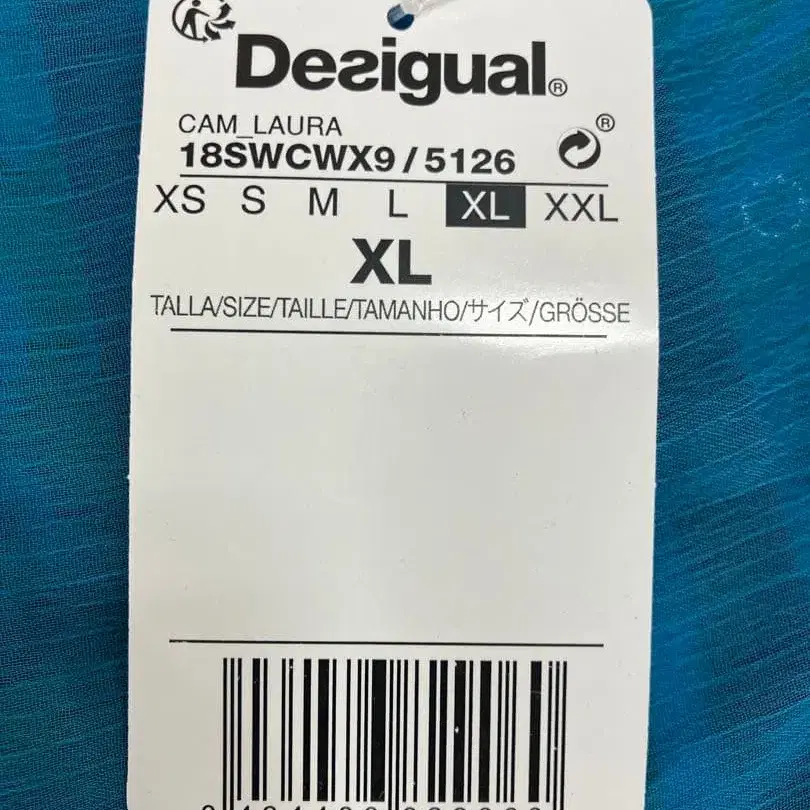 Desigual®
CAM_LAURA
18SWCWX9/5126
®
XS S M L XL XXL
XL
TALLA/SIZE/TAILLE/TAMANHO/サイズ/GRÖSSE